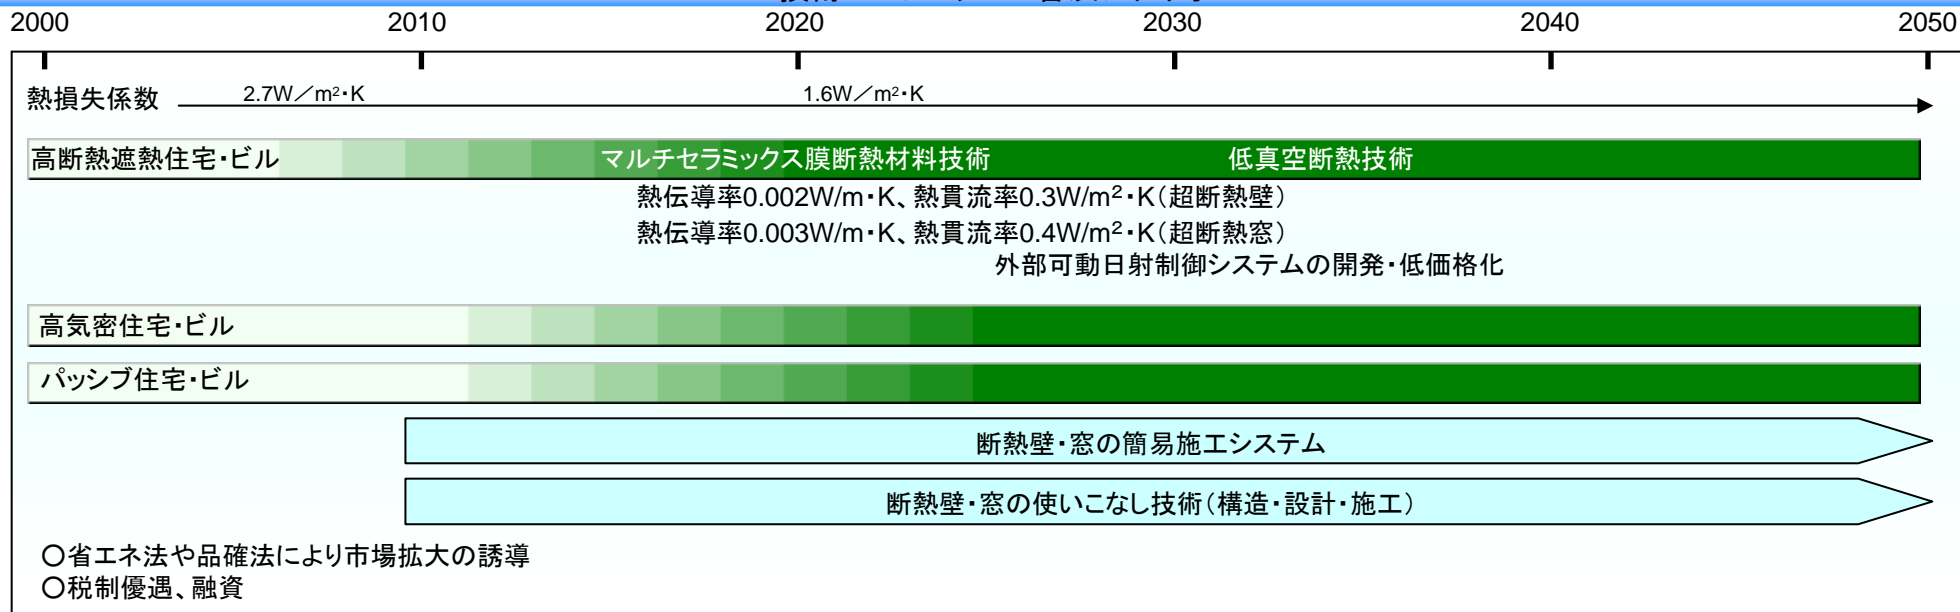 2000 2010 2020 2030 2040 2050
熱損失係数 2.7W／m²・K 1.6W／m²・K
高断熱遮熱住宅・ビル マルチセラミックス膜断熱材料技術 低真空断熱技術
熱伝導率0.002W/m・K、熱貫流率0.3W/m²・K（超断熱壁）
熱伝導率0.003W/m・K、熱貫流率0.4W/m²・K（超断熱窓）
外部可動日射制御システムの開発・低価格化
高気密住宅・ビル
パッシブ住宅・ビル
断熱壁・窓の簡易施工システム
断熱壁・窓の使いこなし技術（構造・設計・施工）
○省エネ法や品確法により市場拡大の誘導
○税制優遇、融資